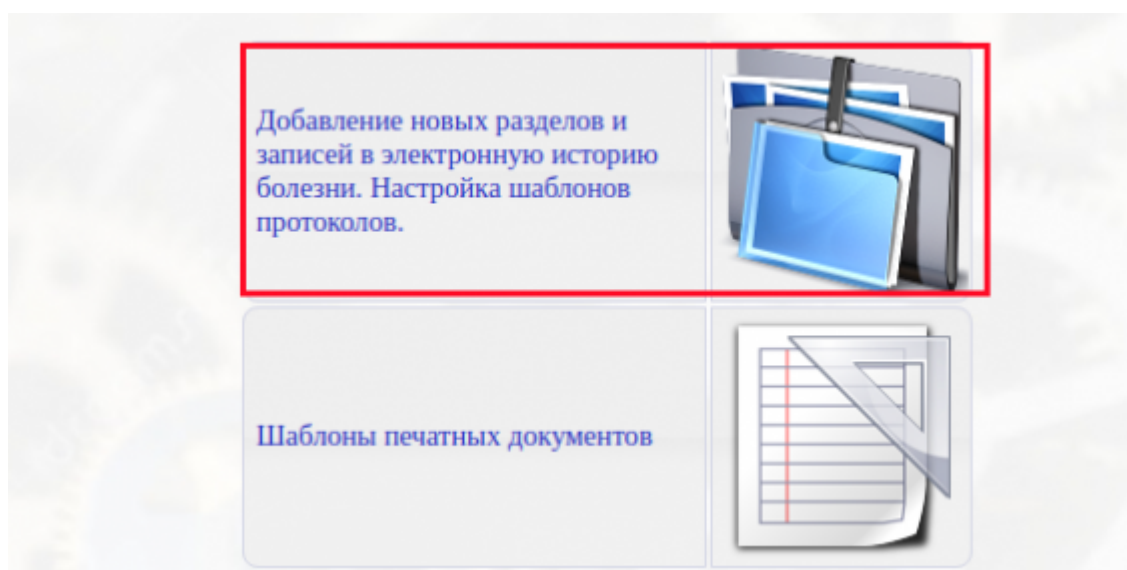 Добавление новых разделов и
записей в электронную историю
болезни. Настройка шаблонов
протоколов.
Шаблоны печатных документов